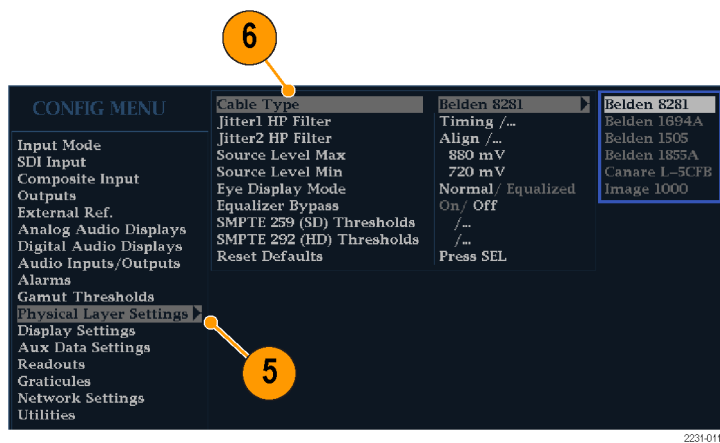 6
CONFIG MENU
Input Mode
SDI Input
Composite Input
Outputs
External Ref.
Analog Audio Displays
Digital Audio Displays
Audio Inputs/Outputs
Alarms
Gamut Thresholds
Physical Layer Settings
Display Settings
Aux Data Settings
Readouts
Graticules
Network Settings
Utilities
Cable Type Belden 8281
Jitter1 HP Filter Timing /...
Jitter2 HP Filter Align /...
Source Level Max 880 mV
Source Level Min 720 mV
Eye Display Mode Normal/ Equalized
Equalizer Bypass On/ Off
SMPTE 259 (SD) Thresholds /...
SMPTE 292 (HD) Thresholds /...
Reset Defaults Press SEL
Belden 8281
Belden 1694A
Belden 1505
Belden 1855A
Canare L-5CFB
Image 1000
5
2231-011